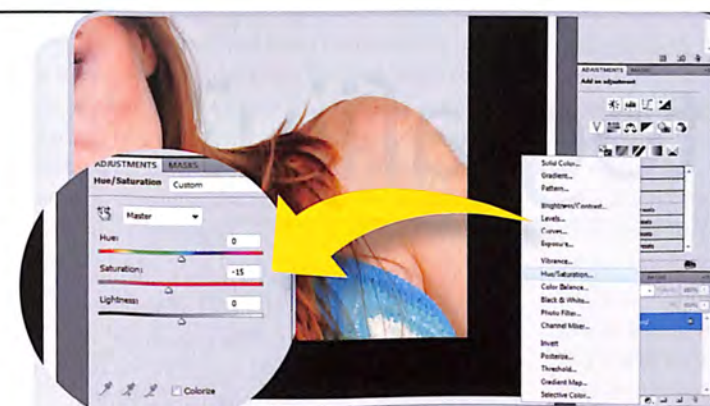 ADJUSTMENTS MASKS
Hue/Saturation Custom
Master
Hue: 0
Saturation: -15
Lightness: 0
Colorize
ADJUSTMENTS
Add an adjustment
Solid Color...
Gradient...
Pattern...
Brightness/Contrast...
Levels...
Curves...
Exposure...
Vibrance...
Hue/Saturation...
Color Balance...
Black & White...
Photo Filter...
Channel Mixer...
Invert
Posterize...
Threshold...
Gradient Map...
Selective Color...